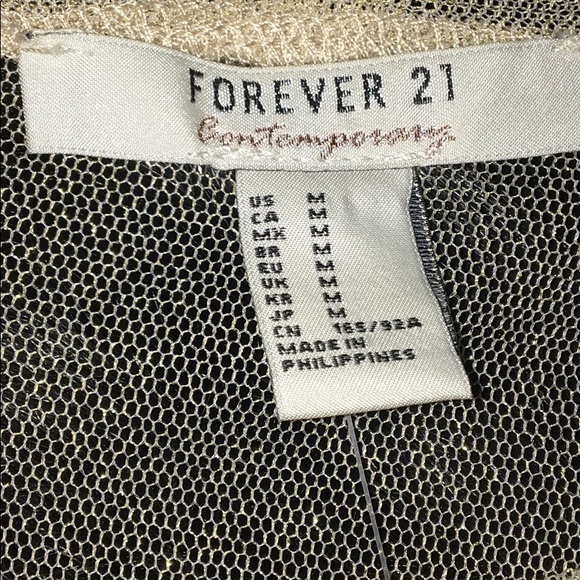 FOREVER 21
Contemporary
US M
CA M
MX M
BR M
EU M
UK M
KR M
JP M
CN 165/92A
MADE IN
PHILIPPINES